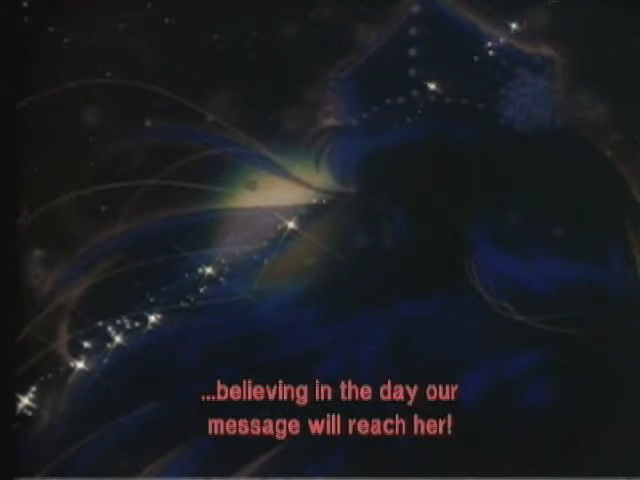 ...believing in the day our
message will reach her!